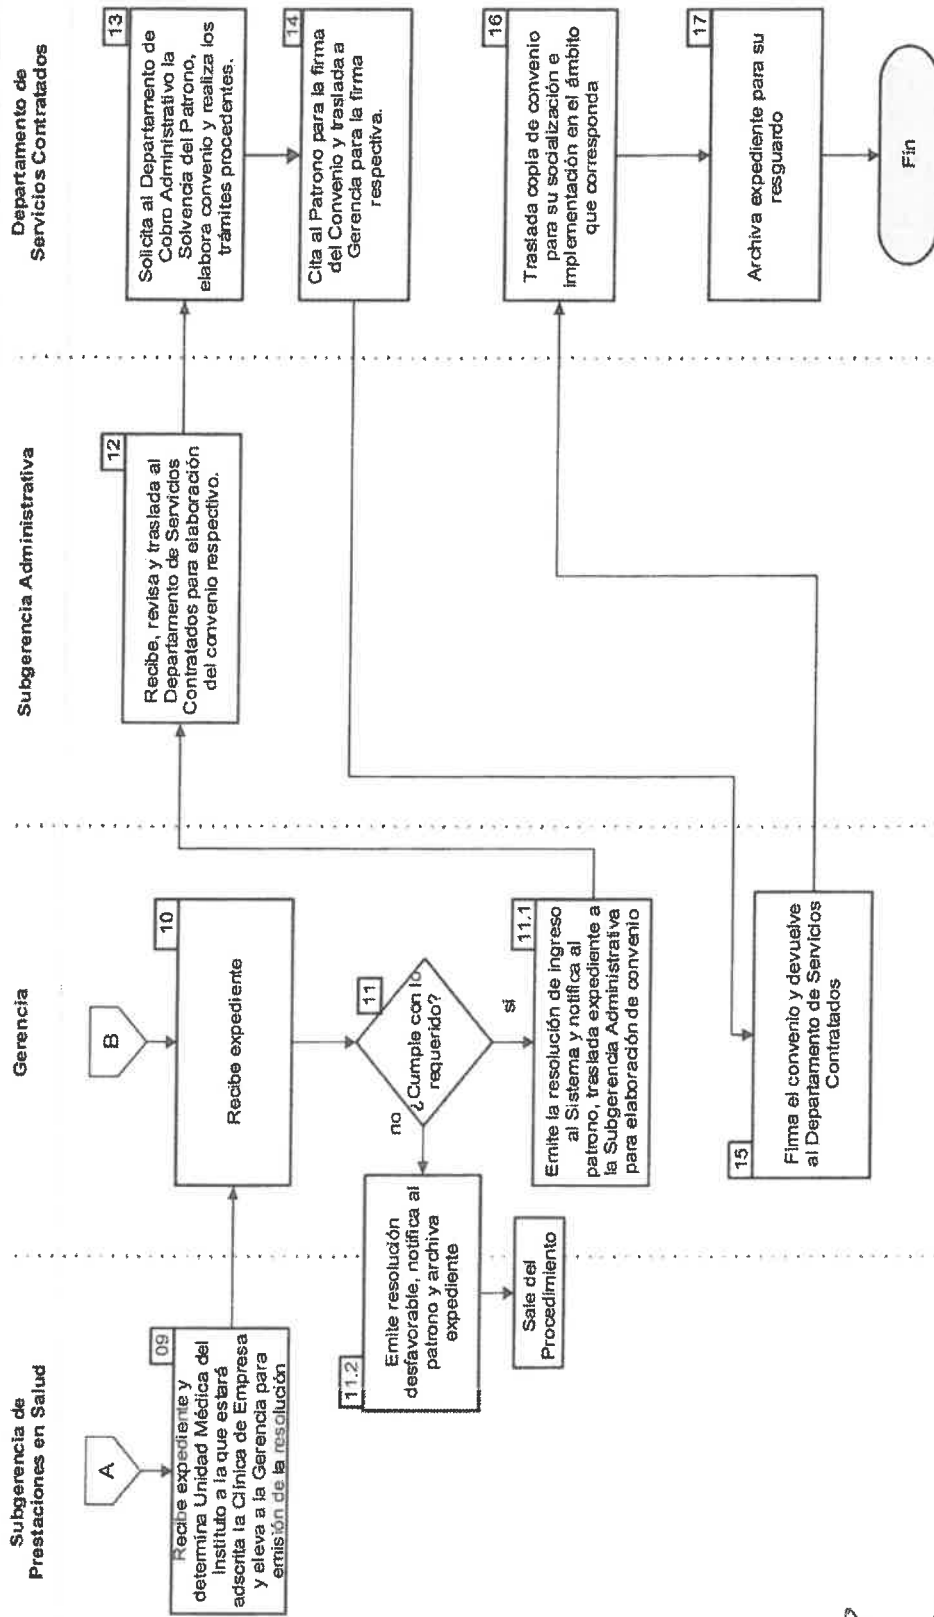 Subgerencia de
Prestaciones en Salud
Gerencia
Subgerencia Administrativa
Departamento de
Servicios Contratados
A
09
Recibe expediente y
determina Unidad Médica del
Instituto a la que estará
adscrita la Clínica de Empresa
y eleva a la Gerencia para
emisión de la resolución
B
10
Recibe expediente
11
¿Cumple con lo
requerido?
no
si
11.2
Emite resolución
desfavorable, notifica al
patrono y archiva
expediente
Sale del
Procedimiento
11.1
Emite la resolución de ingreso
al Sistema y notifica al
patrono, traslada expediente a
la Subgerencia Administrativa
para elaboración de convenio
12
Recibe, revisa y traslada al
Departamento de Servicios
Contratados para elaboración
del convenio respectivo.
13
Solicita al Departamento de
Cobro Administrativo la
Solvencia del Patrono,
elabora convenio y realiza los
trámites procedentes.
14
Cita al Patrono para la firma
del Convenio y traslada a
Gerencia para la firma
respectiva.
15
Firma el convenio y devuelve
al Departamento de Servicios
Contratados
16
Traslada copia de convenio
para su socialización e
implementación en el ámbito
que corresponda
17
Archiva expediente para su
resguardo
Fin